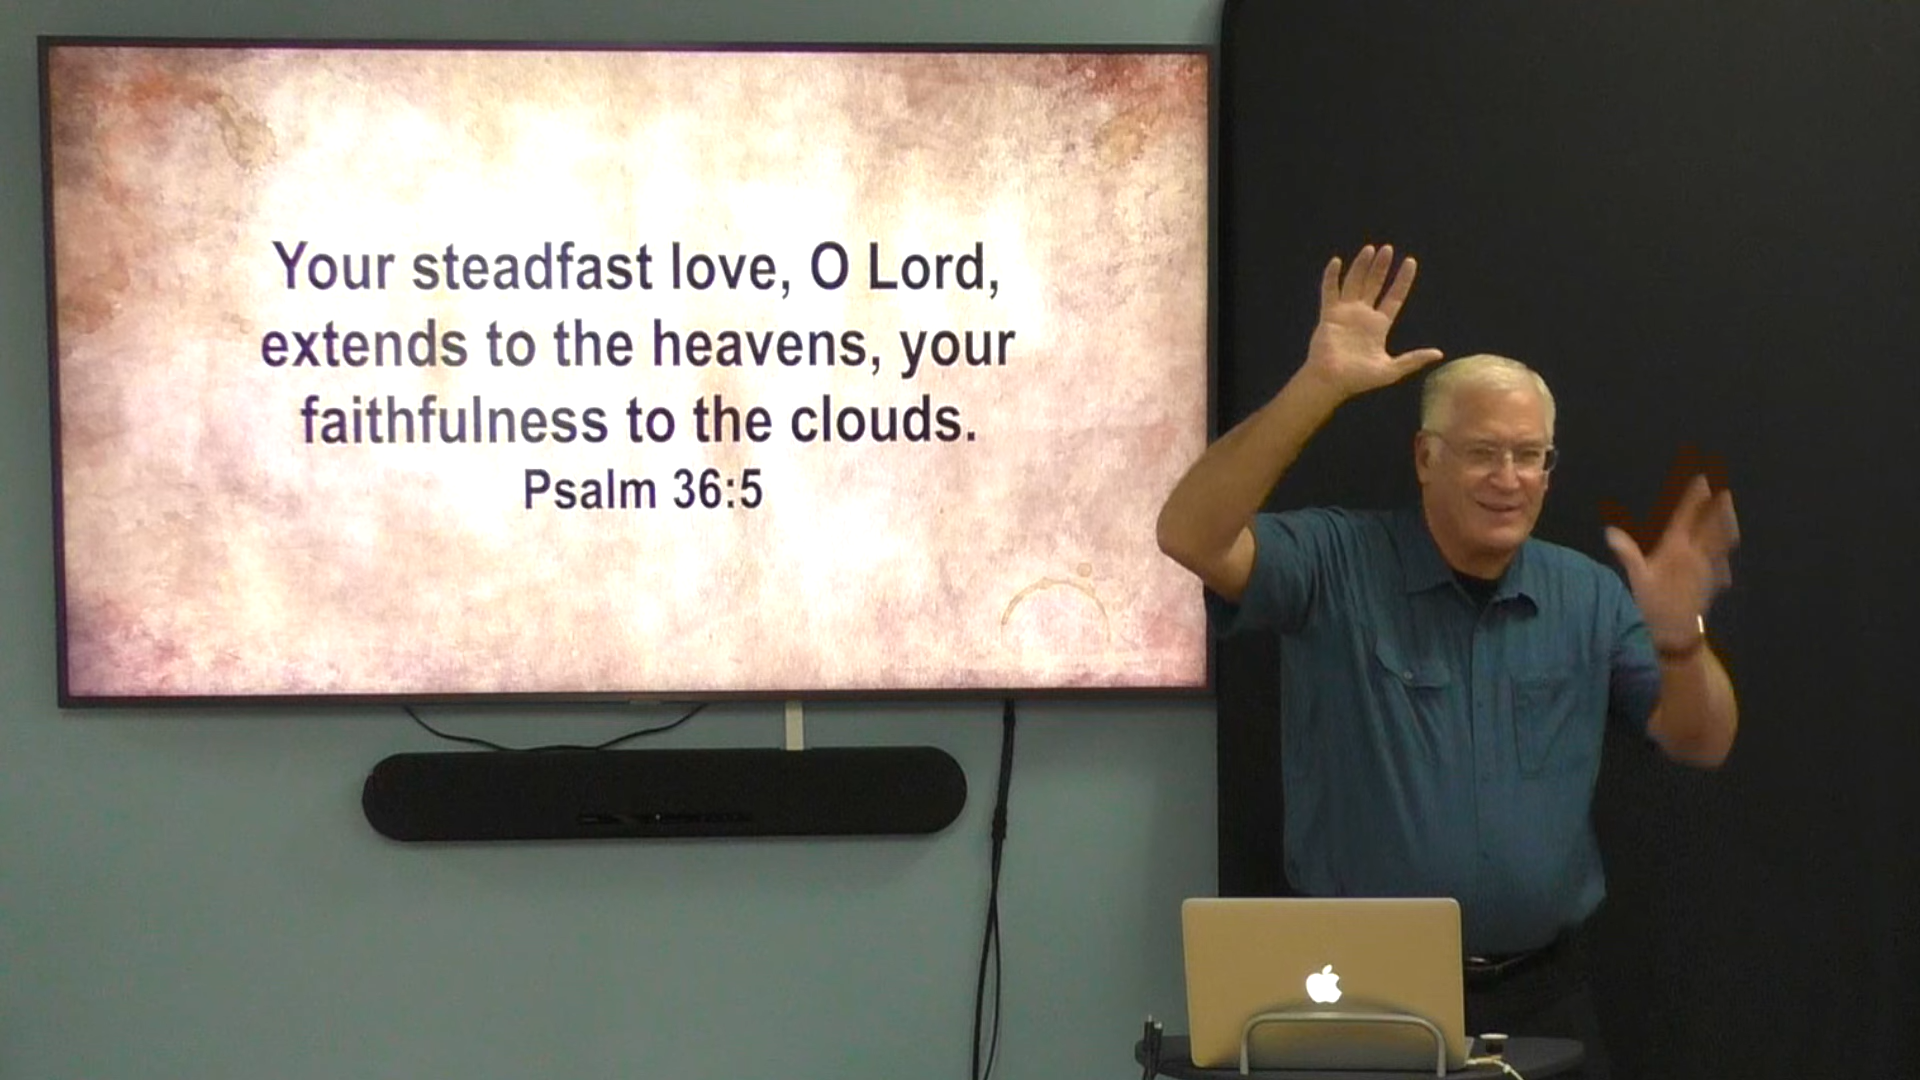 Your steadfast love, O Lord,
extends to the heavens, your
faithfulness to the clouds.
Psalm 36:5